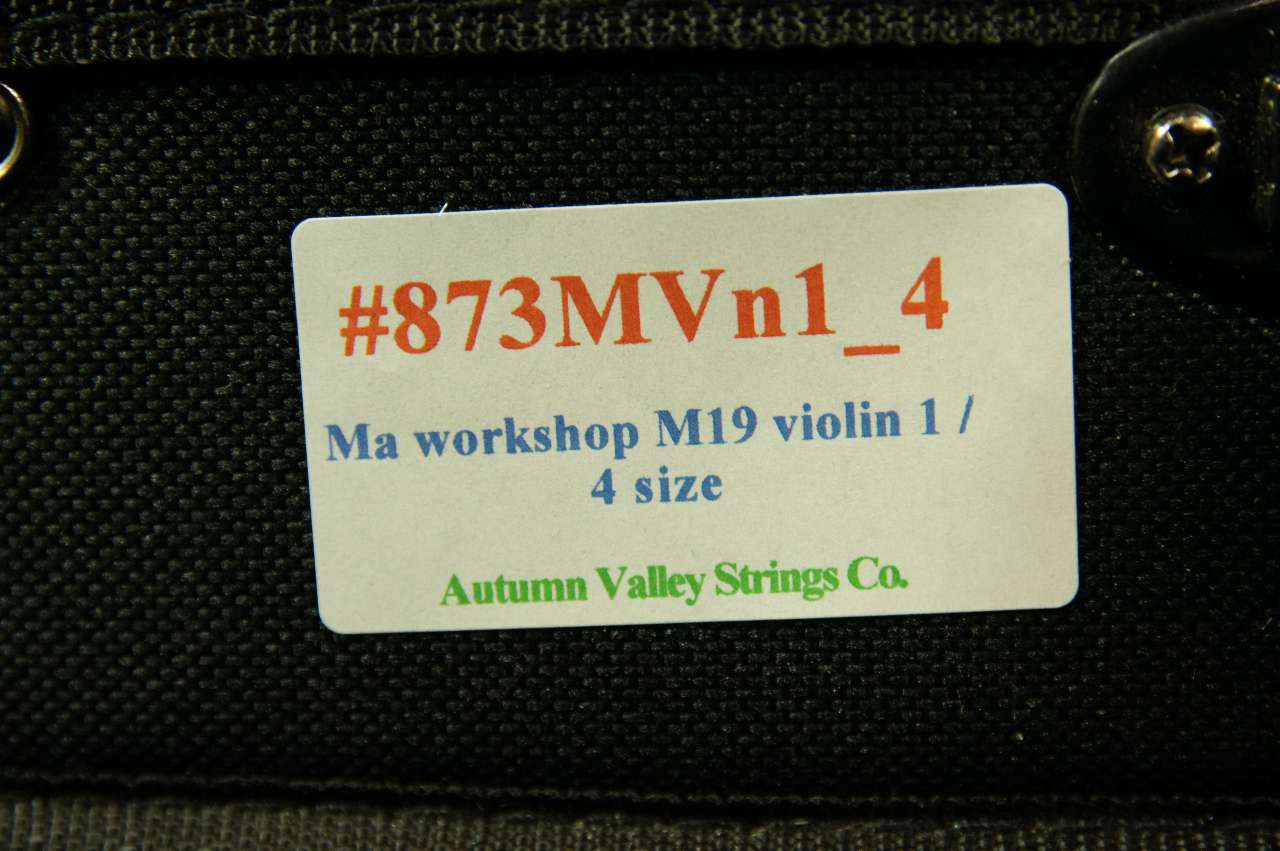 #873MVn1_4
Ma workshop M19 violin 1 /
4 size
Autumn Valley Strings Co.